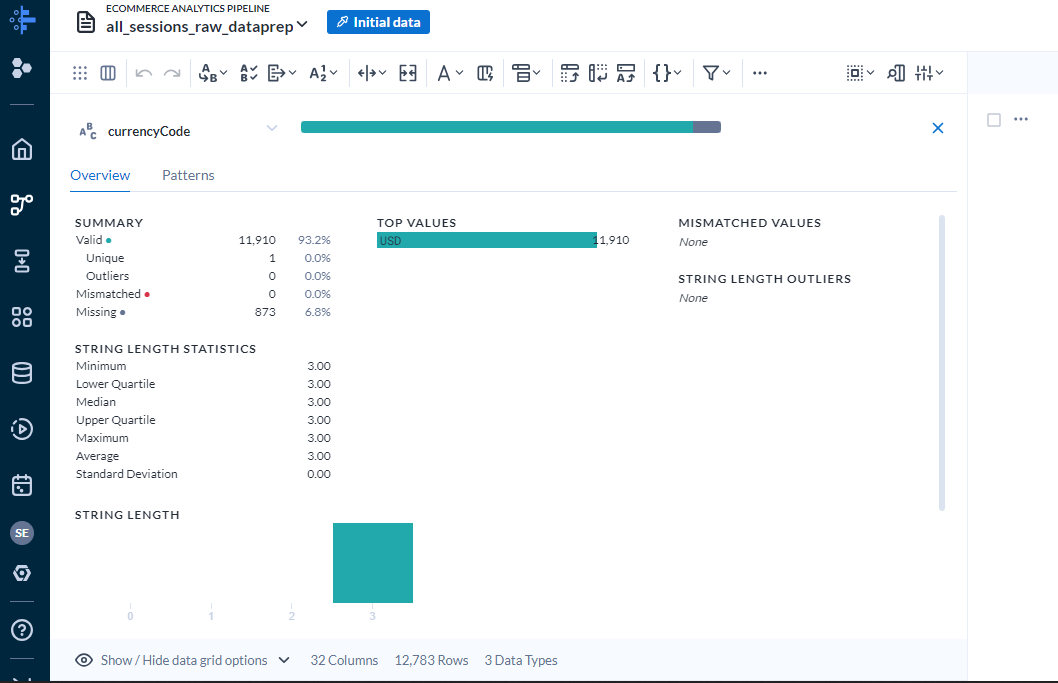 ECOMMERCE ANALYTICS PIPELINE
all_sessions_raw_dataprep
Initial data
currencyCode
Overview Patterns
SUMMARY
Valid 11,910 93.2%
Unique 1 0.0%
Outliers 0 0.0%
Mismatched 0 0.0%
Missing 873 6.8%
TOP VALUES
USD 11,910
MISMATCHED VALUES
None
STRING LENGTH OUTLIERS
None
STRING LENGTH STATISTICS
Minimum 3.00
Lower Quartile 3.00
Median 3.00
Upper Quartile 3.00
Maximum 3.00
Average 3.00
Standard Deviation 0.00
STRING LENGTH
0 1 2 3
SE
Show / Hide data grid options 32 Columns 12,783 Rows 3 Data Types